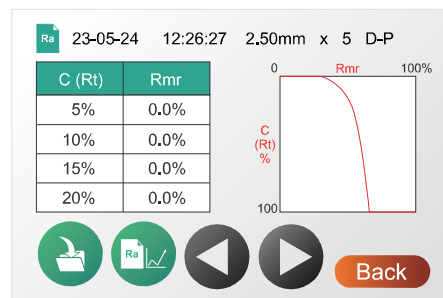 Ra 23-05-24 12:26:27 2.50mm x 5 D-P
C (Rt) Rmr
5% 0.0%
10% 0.0%
15% 0.0%
20% 0.0%
0 Rmr 100%
C
(Rt)
%
100
Ra
Back